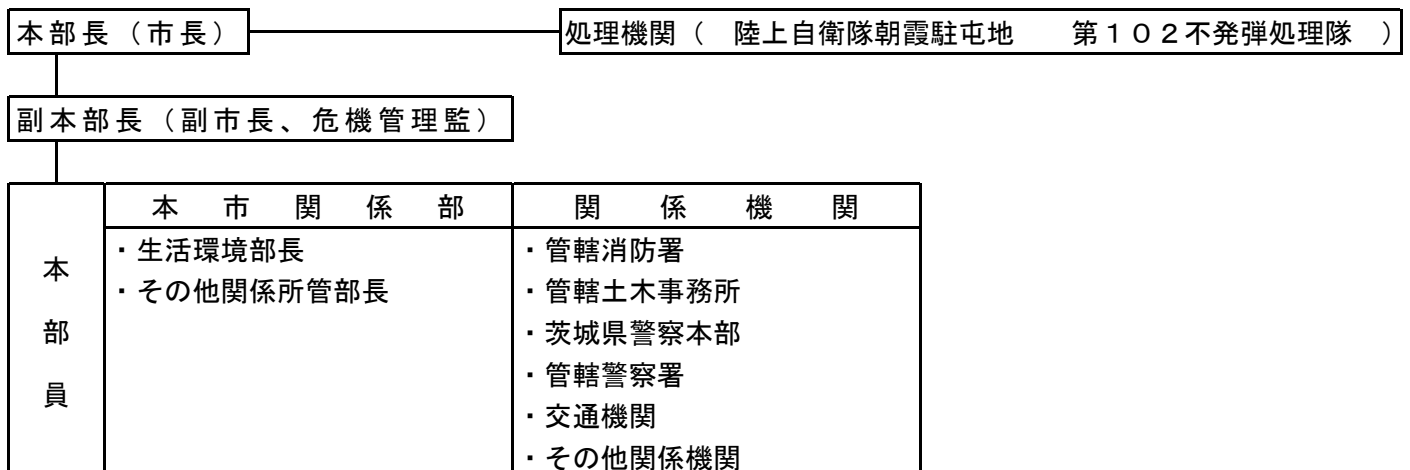 本部長（市長）
処理機関（　陸上自衛隊朝霞駐屯地　　第１０２不発弾処理隊　）
副本部長（副市長、危機管理監）
本部員
本市関係部
関係機関
・生活環境部長
・その他関係所管部長
・管轄消防署
・管轄土木事務所
・茨城県警察本部
・管轄警察署
・交通機関
・その他関係機関